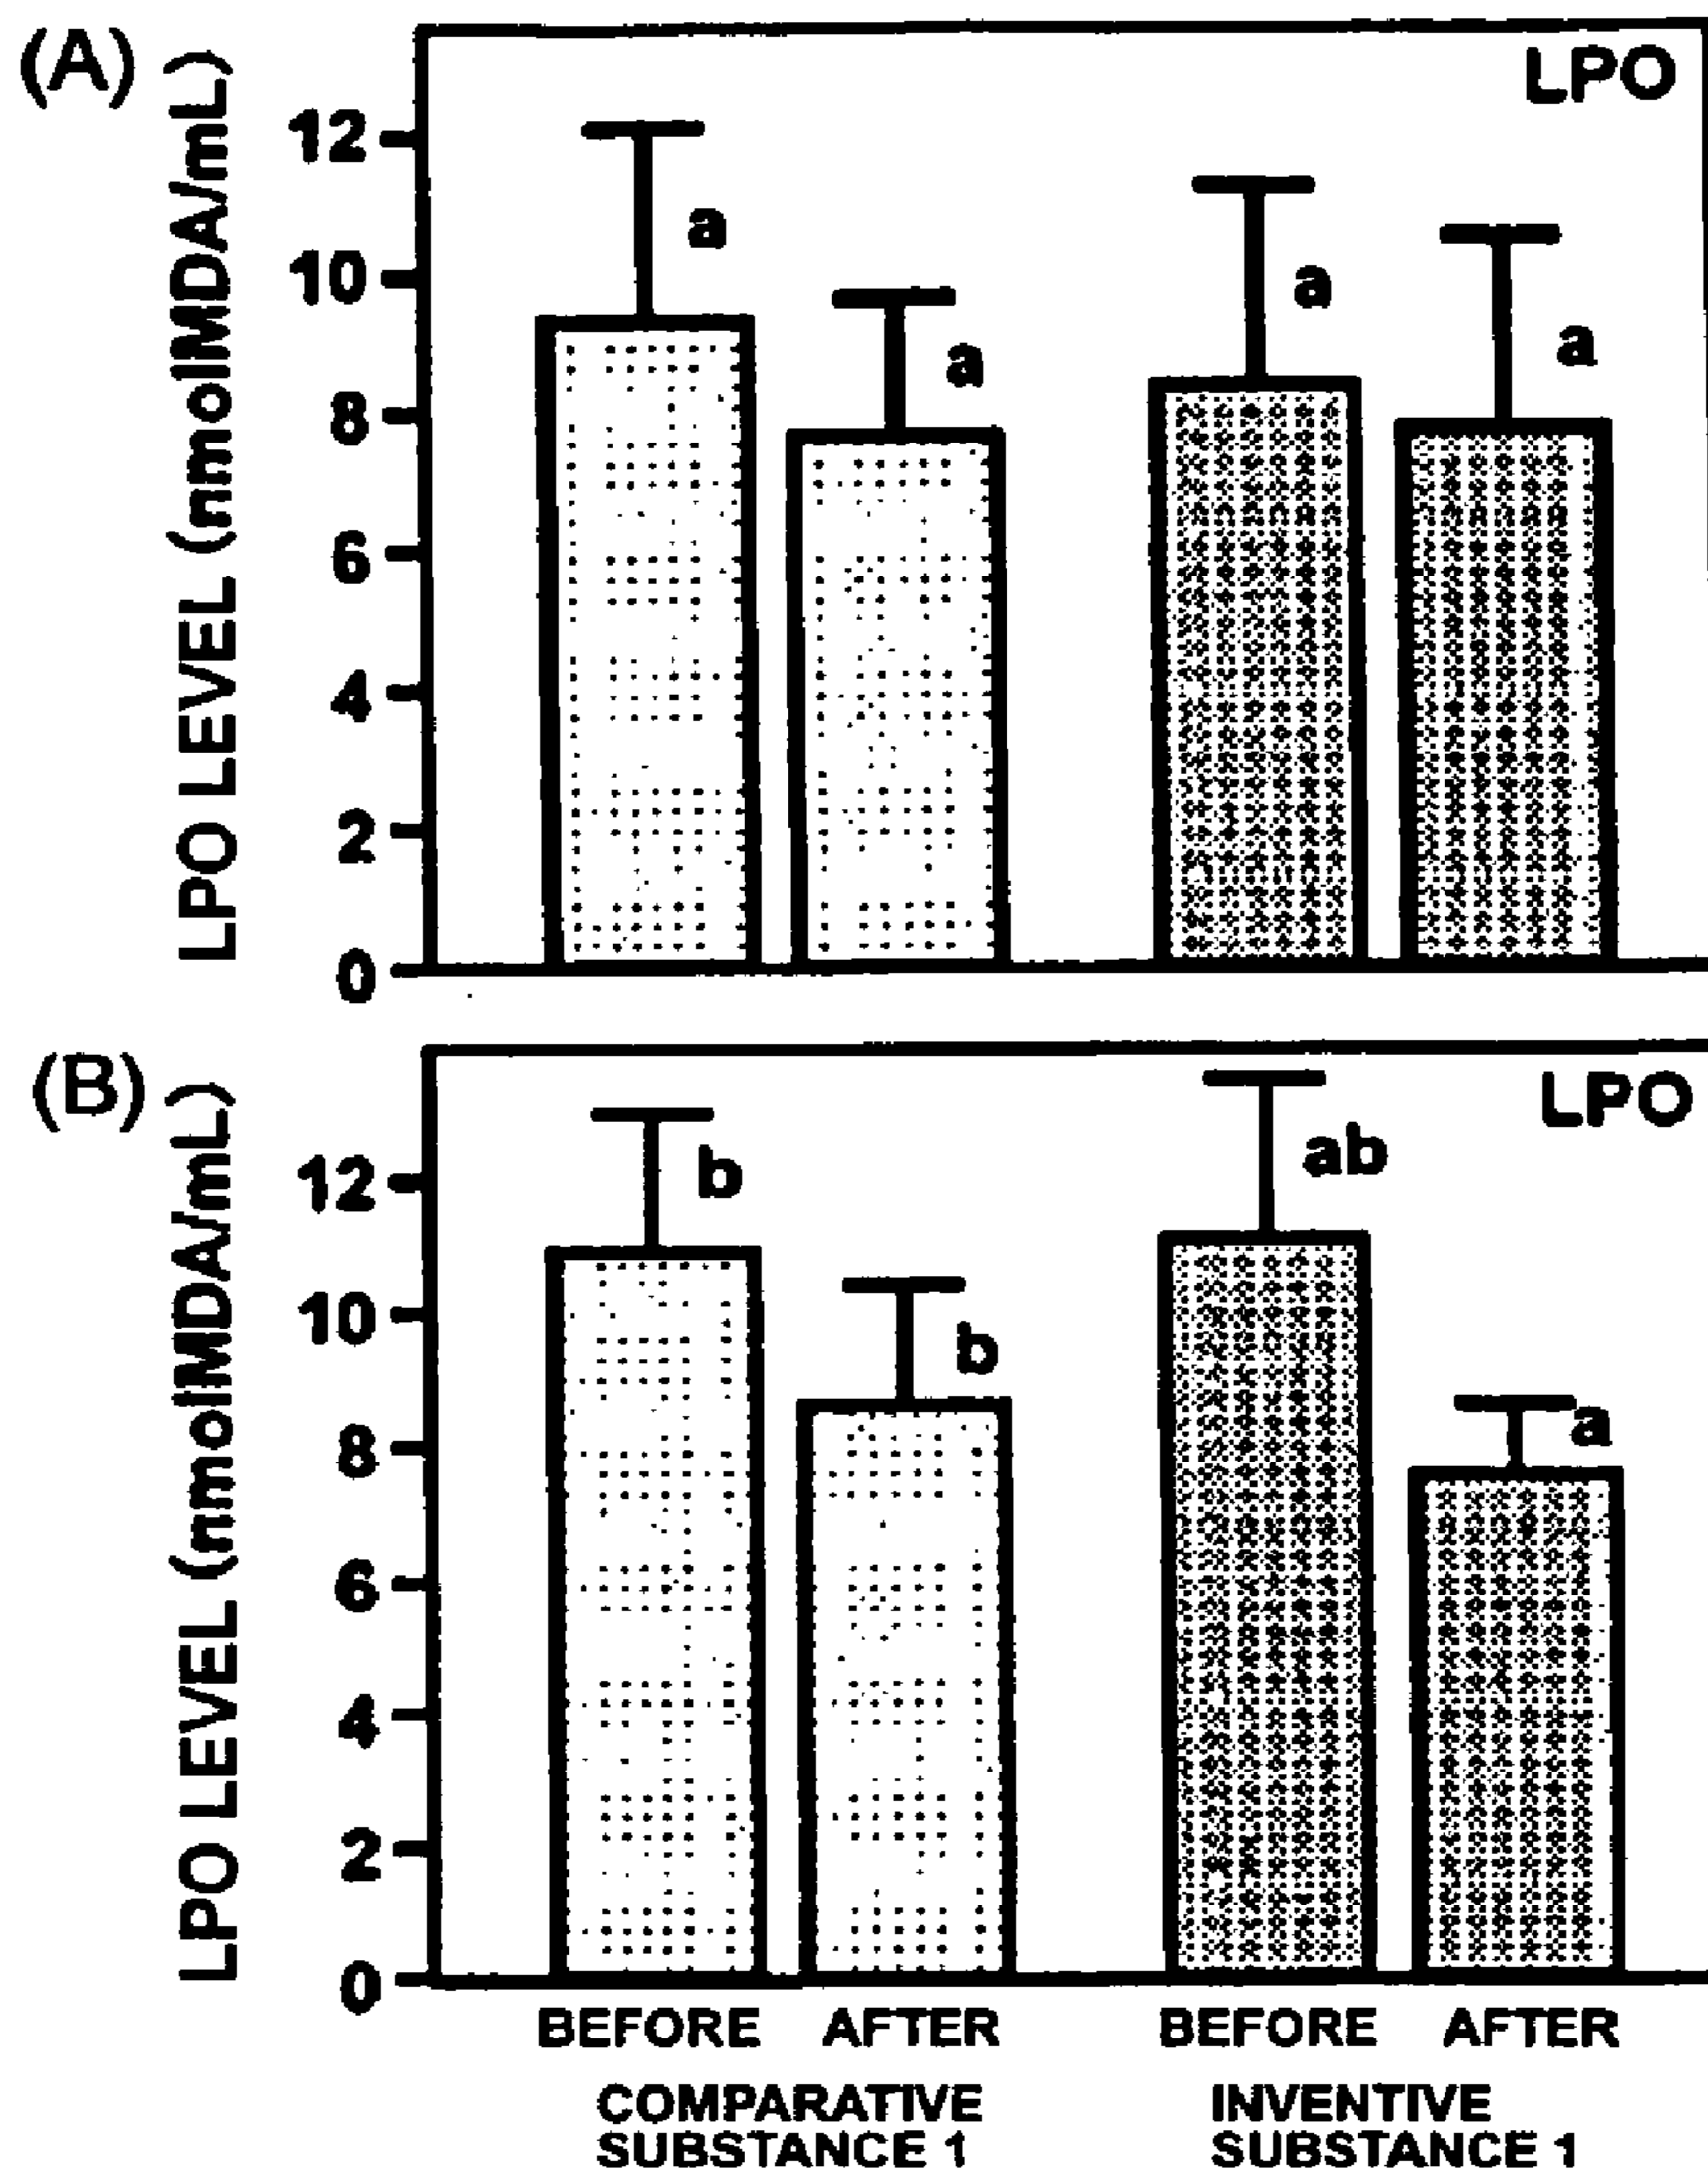 (A)
LPO LEVEL (nmolMDA/mL)
LPO
12
10
8
6
4
2
0
a
a
a
a
(B)
LPO LEVEL (nmolMDA/mL)
LPO
12
10
8
6
4
2
0
b
b
ab
a
BEFORE AFTER BEFORE AFTER
COMPARATIVE
SUBSTANCE 1
INVENTIVE
SUBSTANCE 1